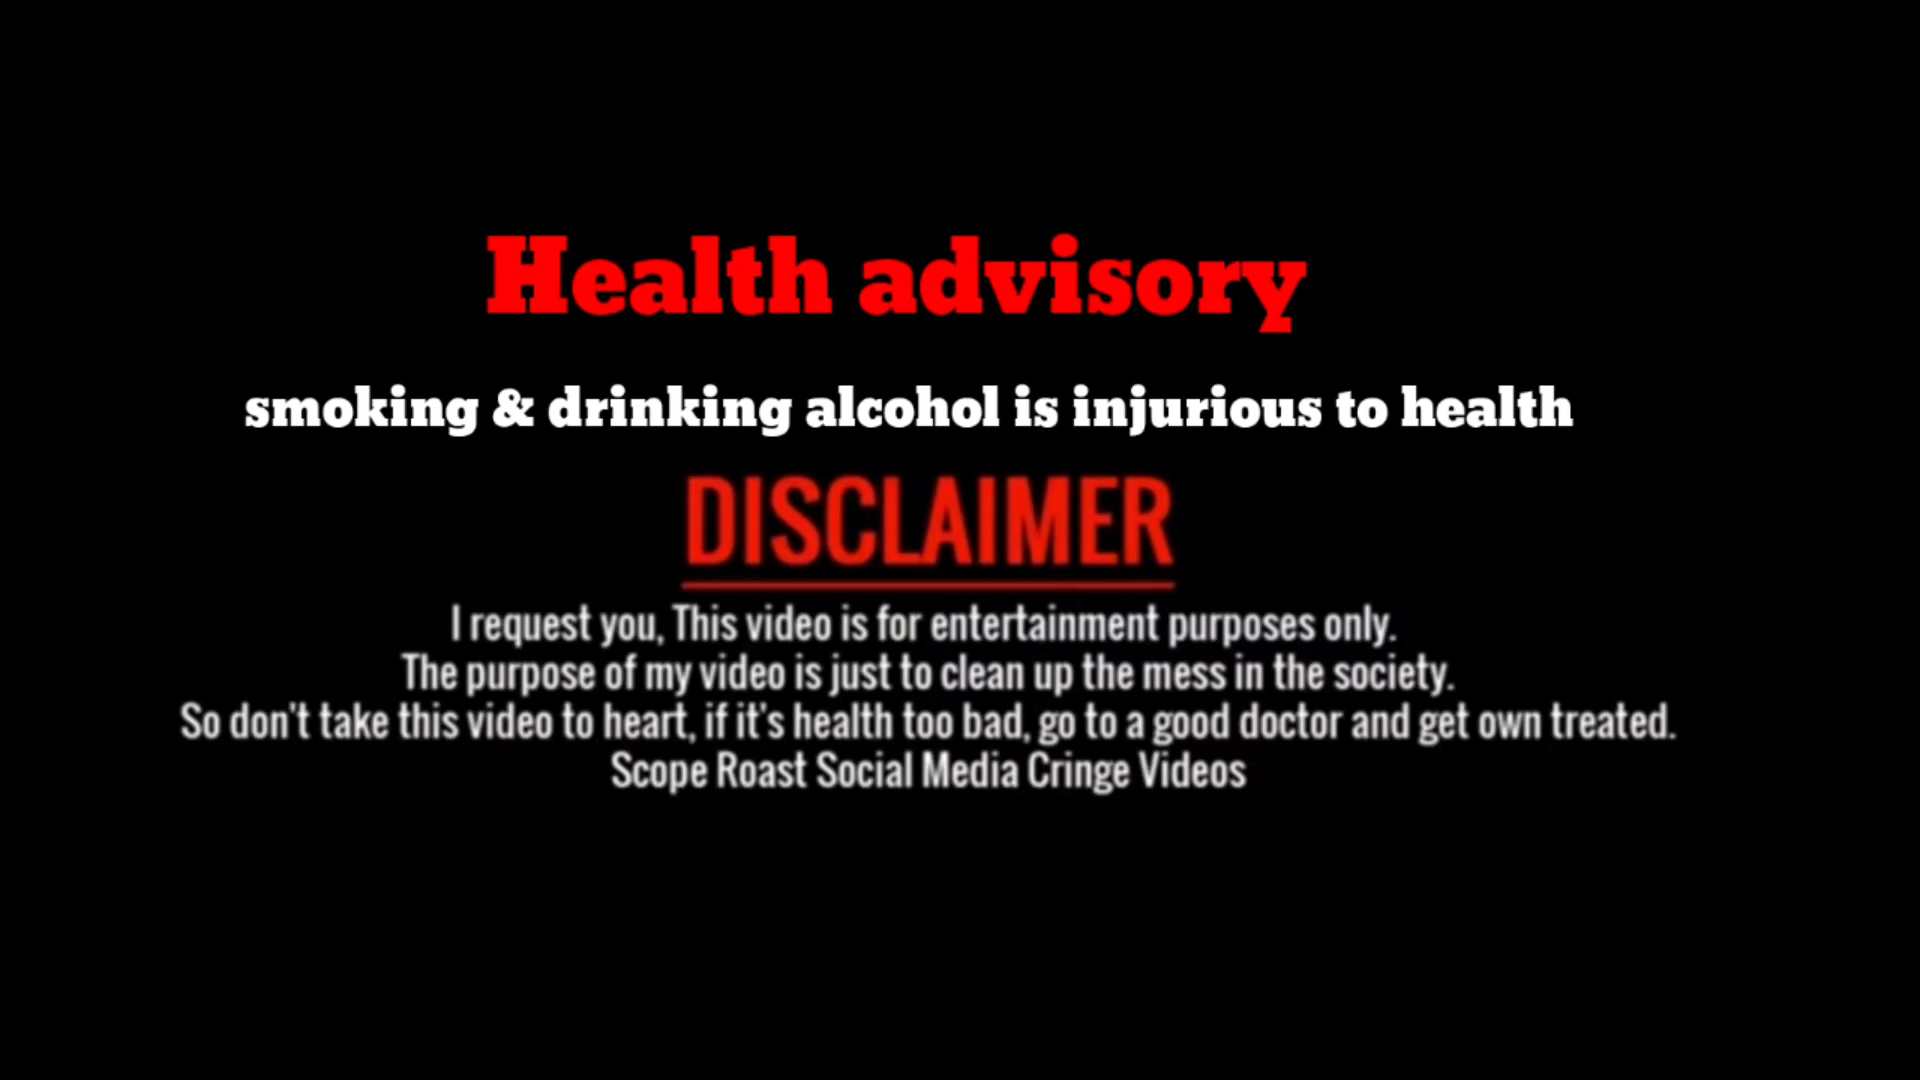 Health advisory
smoking & drinking alcohol is injurious to health
DISCLAIMER
I request you, This video is for entertainment purposes only.
The purpose of my video is just to clean up the mess in the society.
So don't take this video to heart, if it's health too bad, go to a good doctor and get own treated.
Scope Roast Social Media Cringe Videos